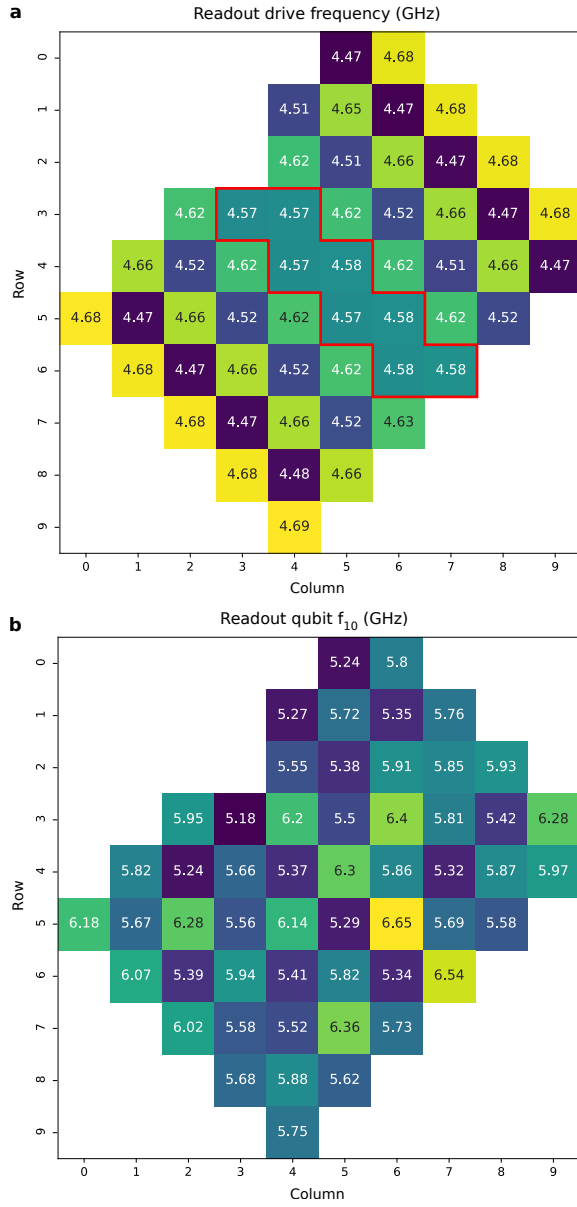 a
Readout drive frequency (GHz)
0 4.47 4.68
1 4.51 4.65 4.47 4.68
2 4.62 4.51 4.66 4.47 4.68
3 4.62 4.57 4.57 4.62 4.52 4.66 4.47 4.68
4 4.66 4.52 4.62 4.57 4.58 4.62 4.51 4.66 4.47
5 4.68 4.47 4.66 4.52 4.62 4.57 4.58 4.62 4.52
6 4.68 4.47 4.66 4.52 4.62 4.58 4.58
7 4.68 4.47 4.66 4.52 4.63
8 4.68 4.48 4.66
9 4.69
Row
0 1 2 3 4 5 6 7 8 9
Column
b
Readout qubit f10 (GHz)
0 5.24 5.8
1 5.27 5.72 5.35 5.76
2 5.55 5.38 5.91 5.85 5.93
3 5.95 5.18 6.2 5.5 6.4 5.81 5.42 6.28
4 5.82 5.24 5.66 5.37 6.3 5.86 5.32 5.87 5.97
5 6.18 5.67 6.28 5.56 6.14 5.29 6.65 5.69 5.58
6 6.07 5.39 5.94 5.41 5.82 5.34 6.54
7 6.02 5.58 5.52 6.36 5.73
8 5.68 5.88 5.62
9 5.75
Row
0 1 2 3 4 5 6 7 8 9
Column